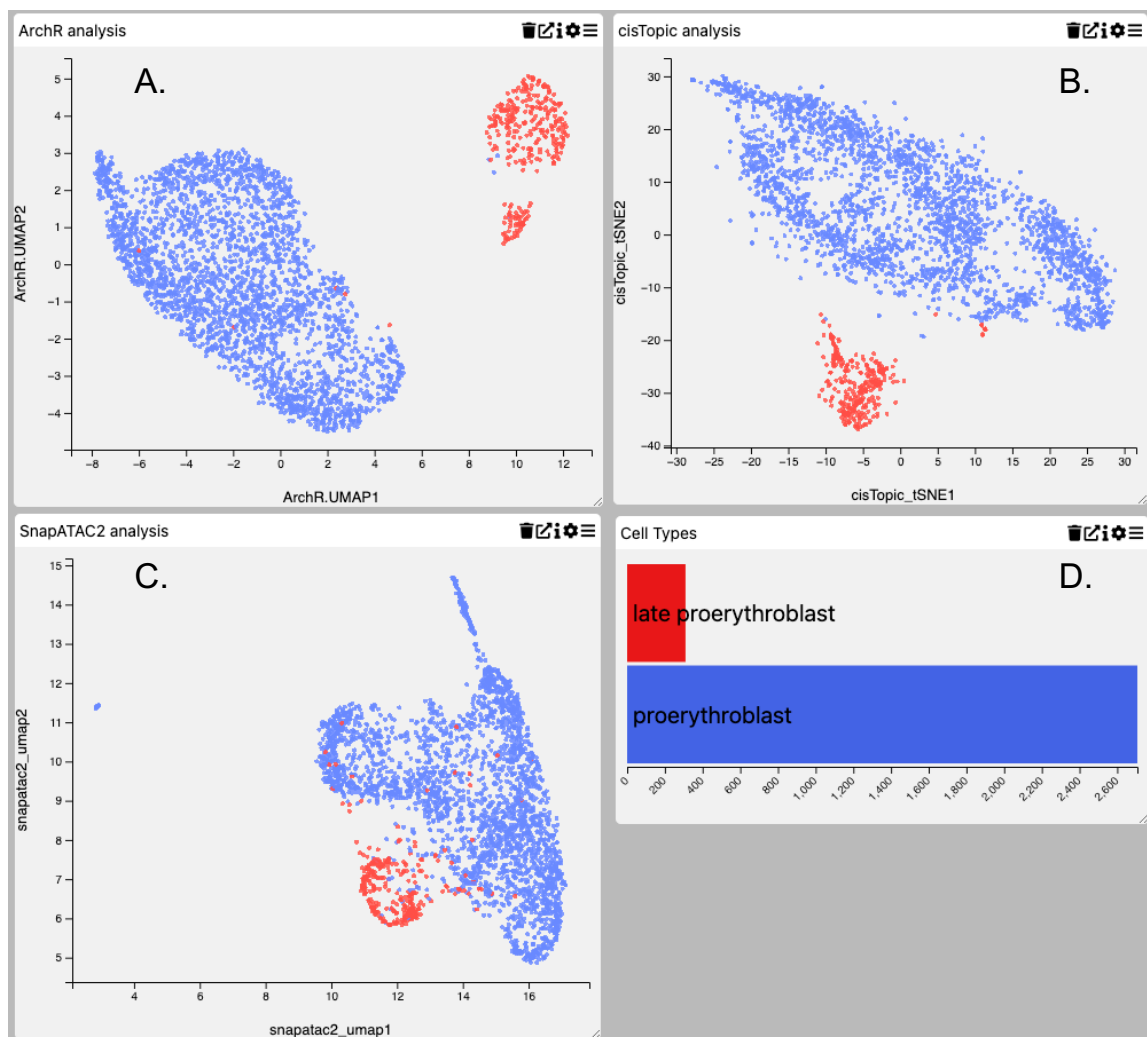 ArchR analysis
A.
5
4
3
2
1
0
−1
−2
−3
−4
ArchR.UMAP2
−8 −6 −4 −2 0 2 4 6 8 10 12
ArchR.UMAP1
cisTopic analysis
B.
30
20
10
0
−10
−20
−30
−40
cisTopic_tSNE2
−30 −25 −20 −15 −10 −5 0 5 10 15 20 25 30
cisTopic_tSNE1
SnapATAC2 analysis
C.
15
14
13
12
11
10
9
8
7
6
5
snapatac2_umap2
4 6 8 10 12 14 16
snapatac2_umap1
Cell Types
D.
late proerythroblast
proerythroblast
0 200 400 600 800 1,000 1,200 1,400 1,600 1,800 2,000 2,200 2,400 2,600